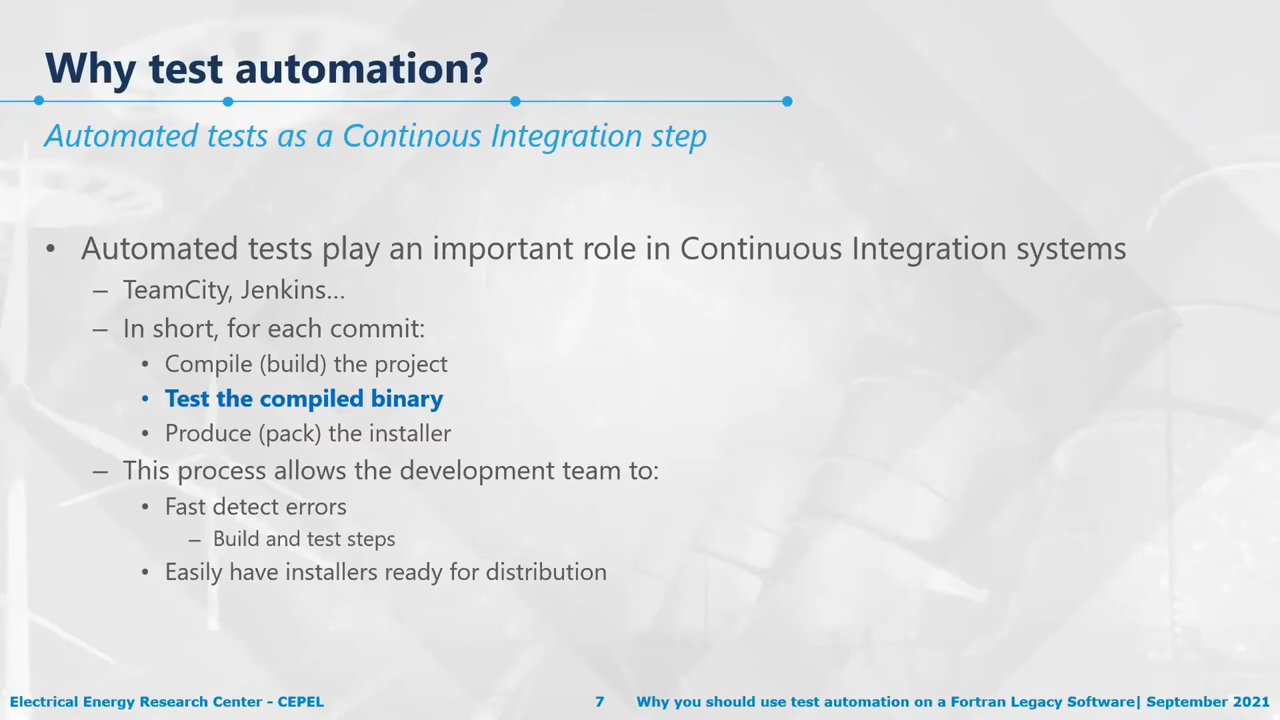 Why test automation?
Automated tests as a Continous Integration step
• Automated tests play an important role in Continuous Integration systems
– TeamCity, Jenkins...
– In short, for each commit:
• Compile (build) the project
• Test the compiled binary
• Produce (pack) the installer
– This process allows the development team to:
• Fast detect errors
– Build and test steps
• Easily have installers ready for distribution
Electrical Energy Research Center - CEPEL 7 Why you should use test automation on a Fortran Legacy Software| September 2021